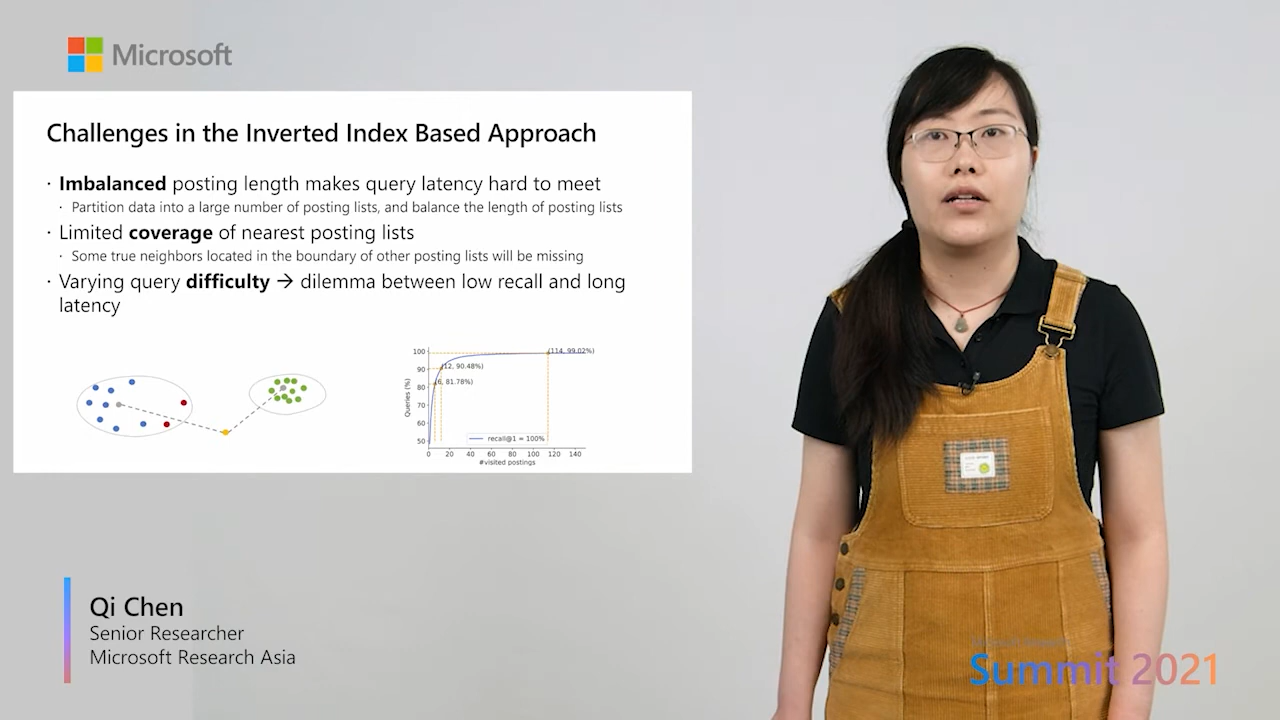 Microsoft
Challenges in the Inverted Index Based Approach
· Imbalanced posting length makes query latency hard to meet
· Partition data into a large number of posting lists, and balance the length of posting lists
· Limited coverage of nearest posting lists
· Some true neighbors located in the boundary of other posting lists will be missing
· Varying query difficulty → dilemma between low recall and long
latency
100
90
80
70
60
50
Queries (%)
(114, 99.02%)
(12, 90.48%)
(6, 81.78%)
recall@1 = 100%
0 20 40 60 80 100 120 140
#visited postings
Qi Chen
Senior Researcher
Microsoft Research Asia
Summit 2021